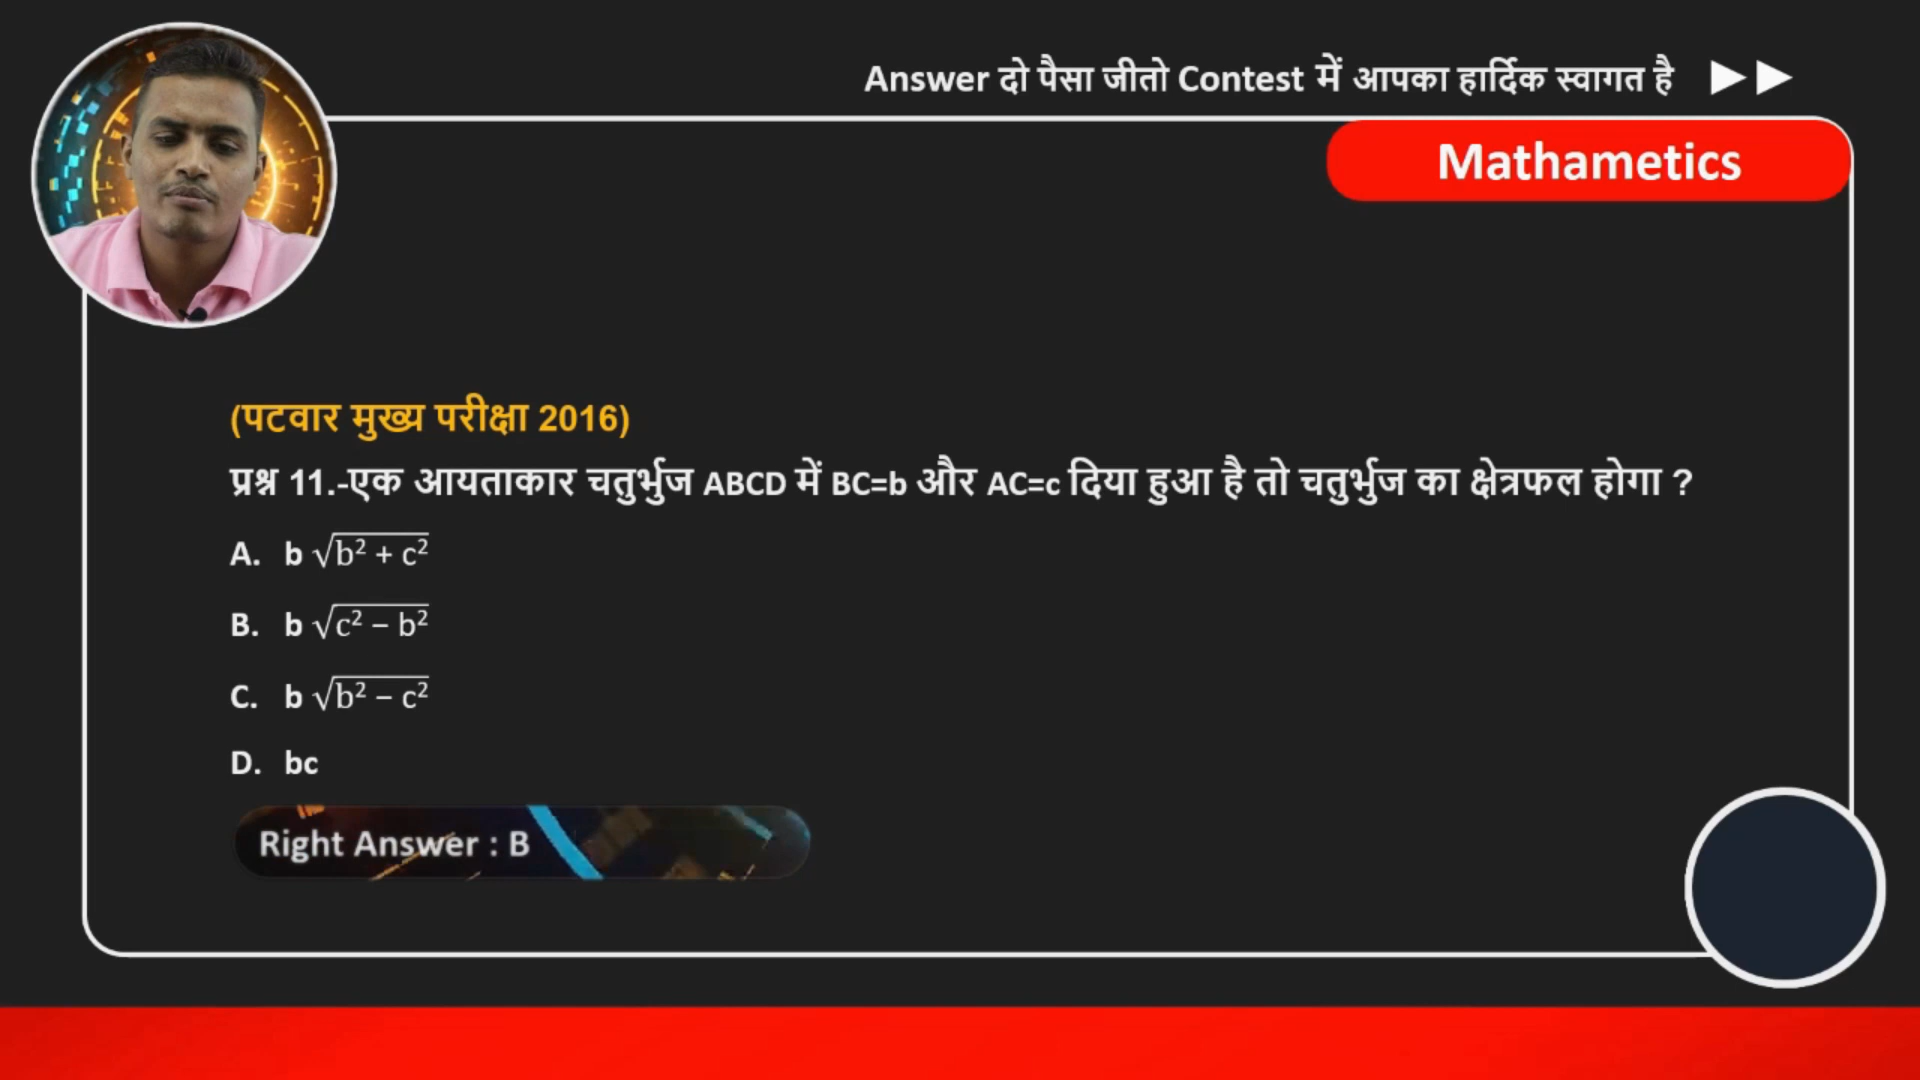 Answer दो पैसा जीतो Contest में आपका हार्दिक स्वागत है
Mathametics
(पटवार मुख्य परीक्षा 2016)
प्रश्न 11.-एक आयताकार चतुर्भुज ABCD में BC=b और AC=c दिया हुआ है तो चतुर्भुज का क्षेत्रफल होगा ?
A. b √(b² + c²)
B. b √(c² − b²)
C. b √(b² − c²)
D. bc
Right Answer : B